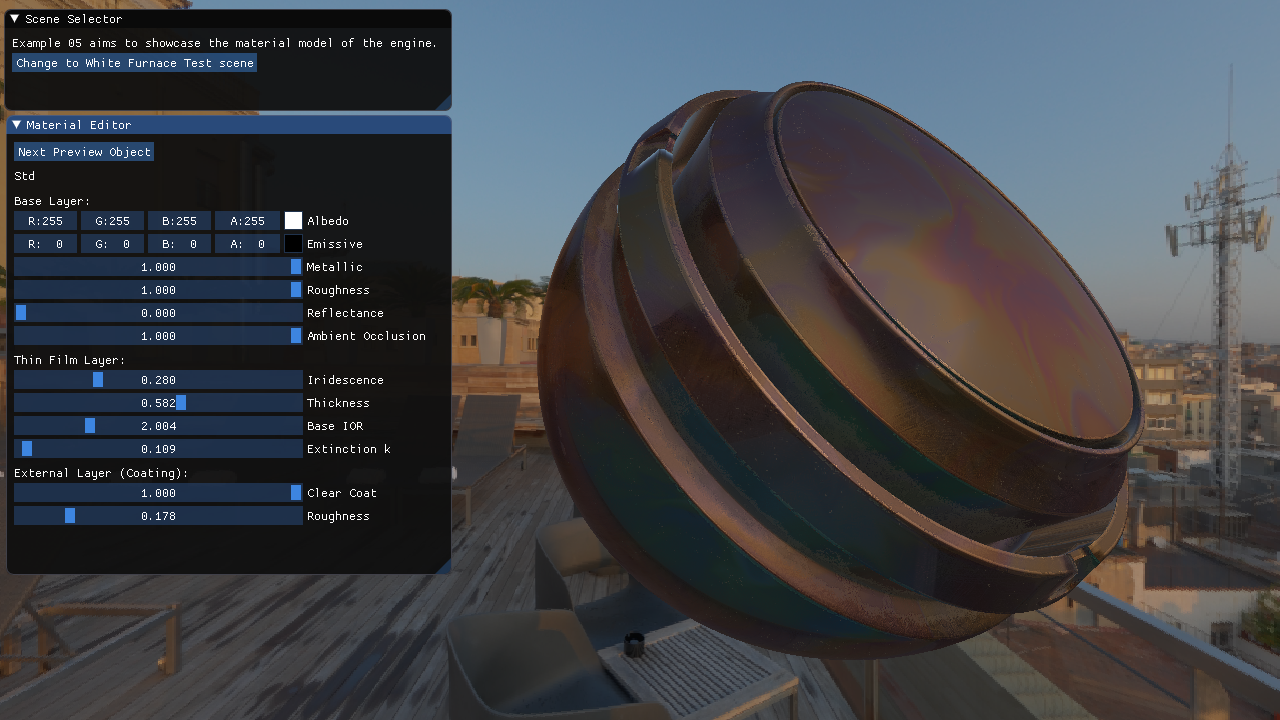 Scene Selector
Example 05 aims to showcase the material model of the engine.
Change to White Furnace Test scene
Material Editor
Next Preview Object
Std
Base Layer:
R:255 G:255 B:255 A:255 Albedo
R: 0 G: 0 B: 0 A: 0 Emissive
1.000 Metallic
1.000 Roughness
0.000 Reflectance
1.000 Ambient Occlusion
Thin Film Layer:
0.280 Iridescence
0.582 Thickness
2.004 Base IOR
0.109 Extinction k
External Layer (Coating):
1.000 Clear Coat
0.178 Roughness